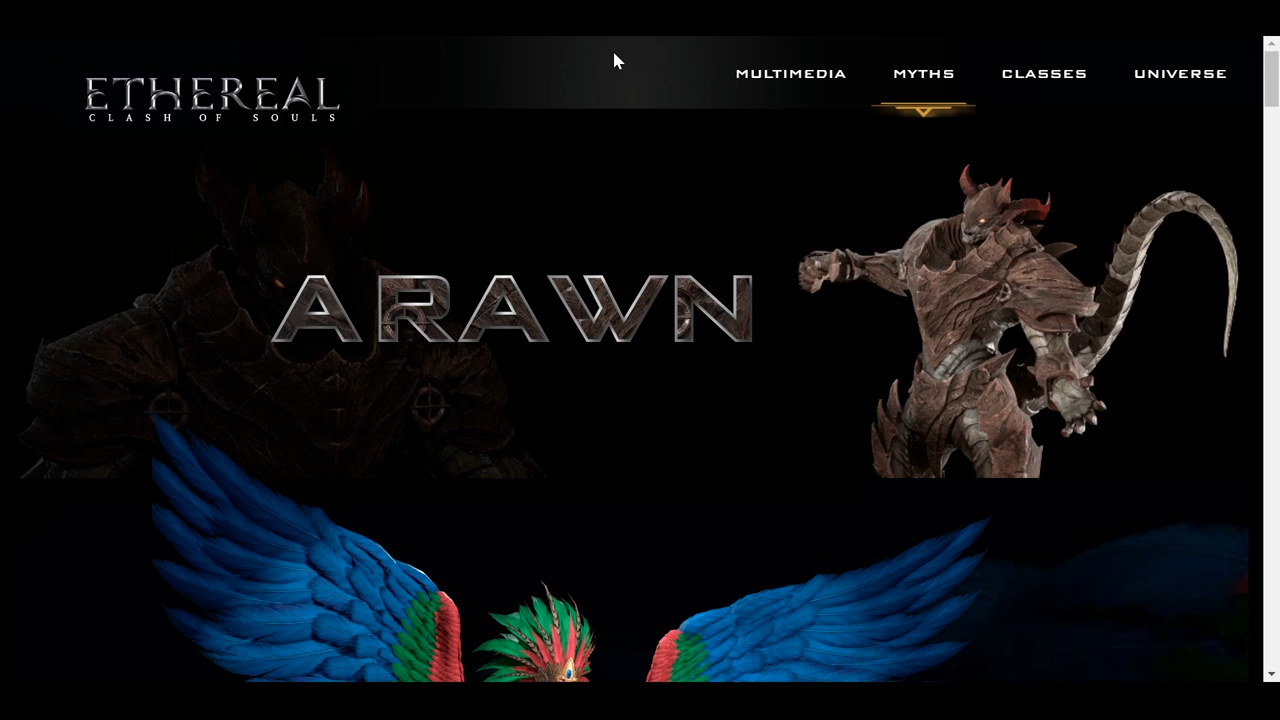 ETHEREAL
CLASH OF SOULS
MULTIMEDIA
MYTHS
CLASSES
UNIVERSE
ARAWN